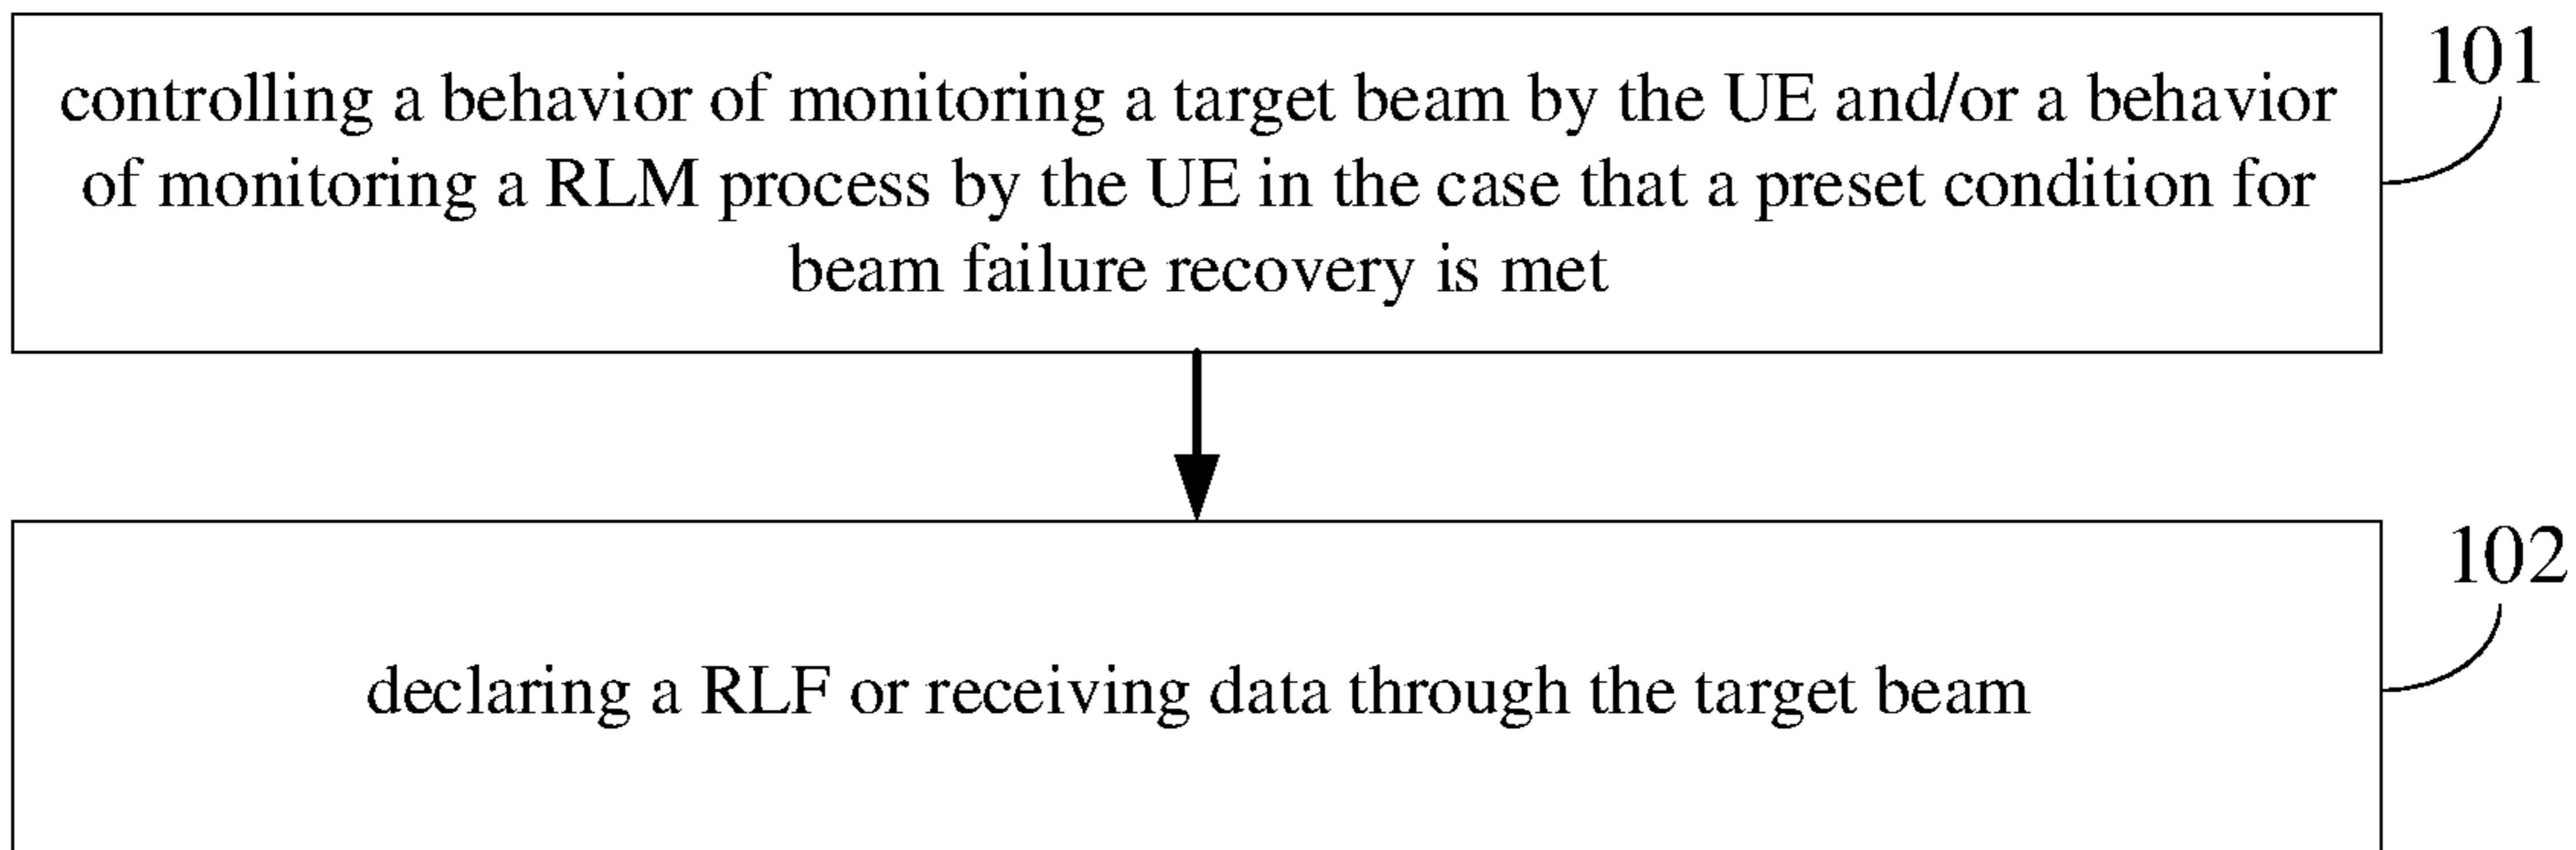 controlling a behavior of monitoring a target beam by the UE and/or a behavior
of monitoring a RLM process by the UE in the case that a preset condition for
beam failure recovery is met
101
declaring a RLF or receiving data through the target beam
102